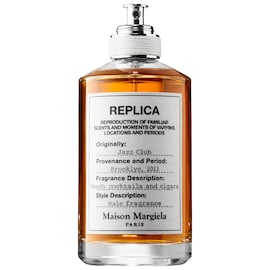 REPLICA
REPRODUCTION OF FAMILIAR
SCENTS AND MOMENTS OF VARYING
LOCATIONS AND PERIODS
Originally:
Jazz Club
Provenance and Period:
Brooklyn, 2013
Fragrance Description:
Heady cocktails and cigars
Style Description:
Male fragrance
Maison Margiela
PARIS